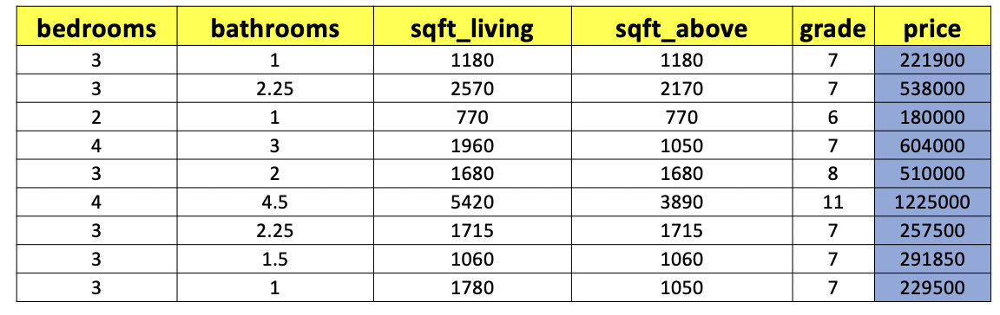 bedrooms bathrooms sqft_living sqft_above grade price
3 1 1180 1180 7 221900
3 2.25 2570 2170 7 538000
2 1 770 770 6 180000
4 3 1960 1050 7 604000
3 2 1680 1680 8 510000
4 4.5 5420 3890 11 1225000
3 2.25 1715 1715 7 257500
3 1.5 1060 1060 7 291850
3 1 1780 1050 7 229500